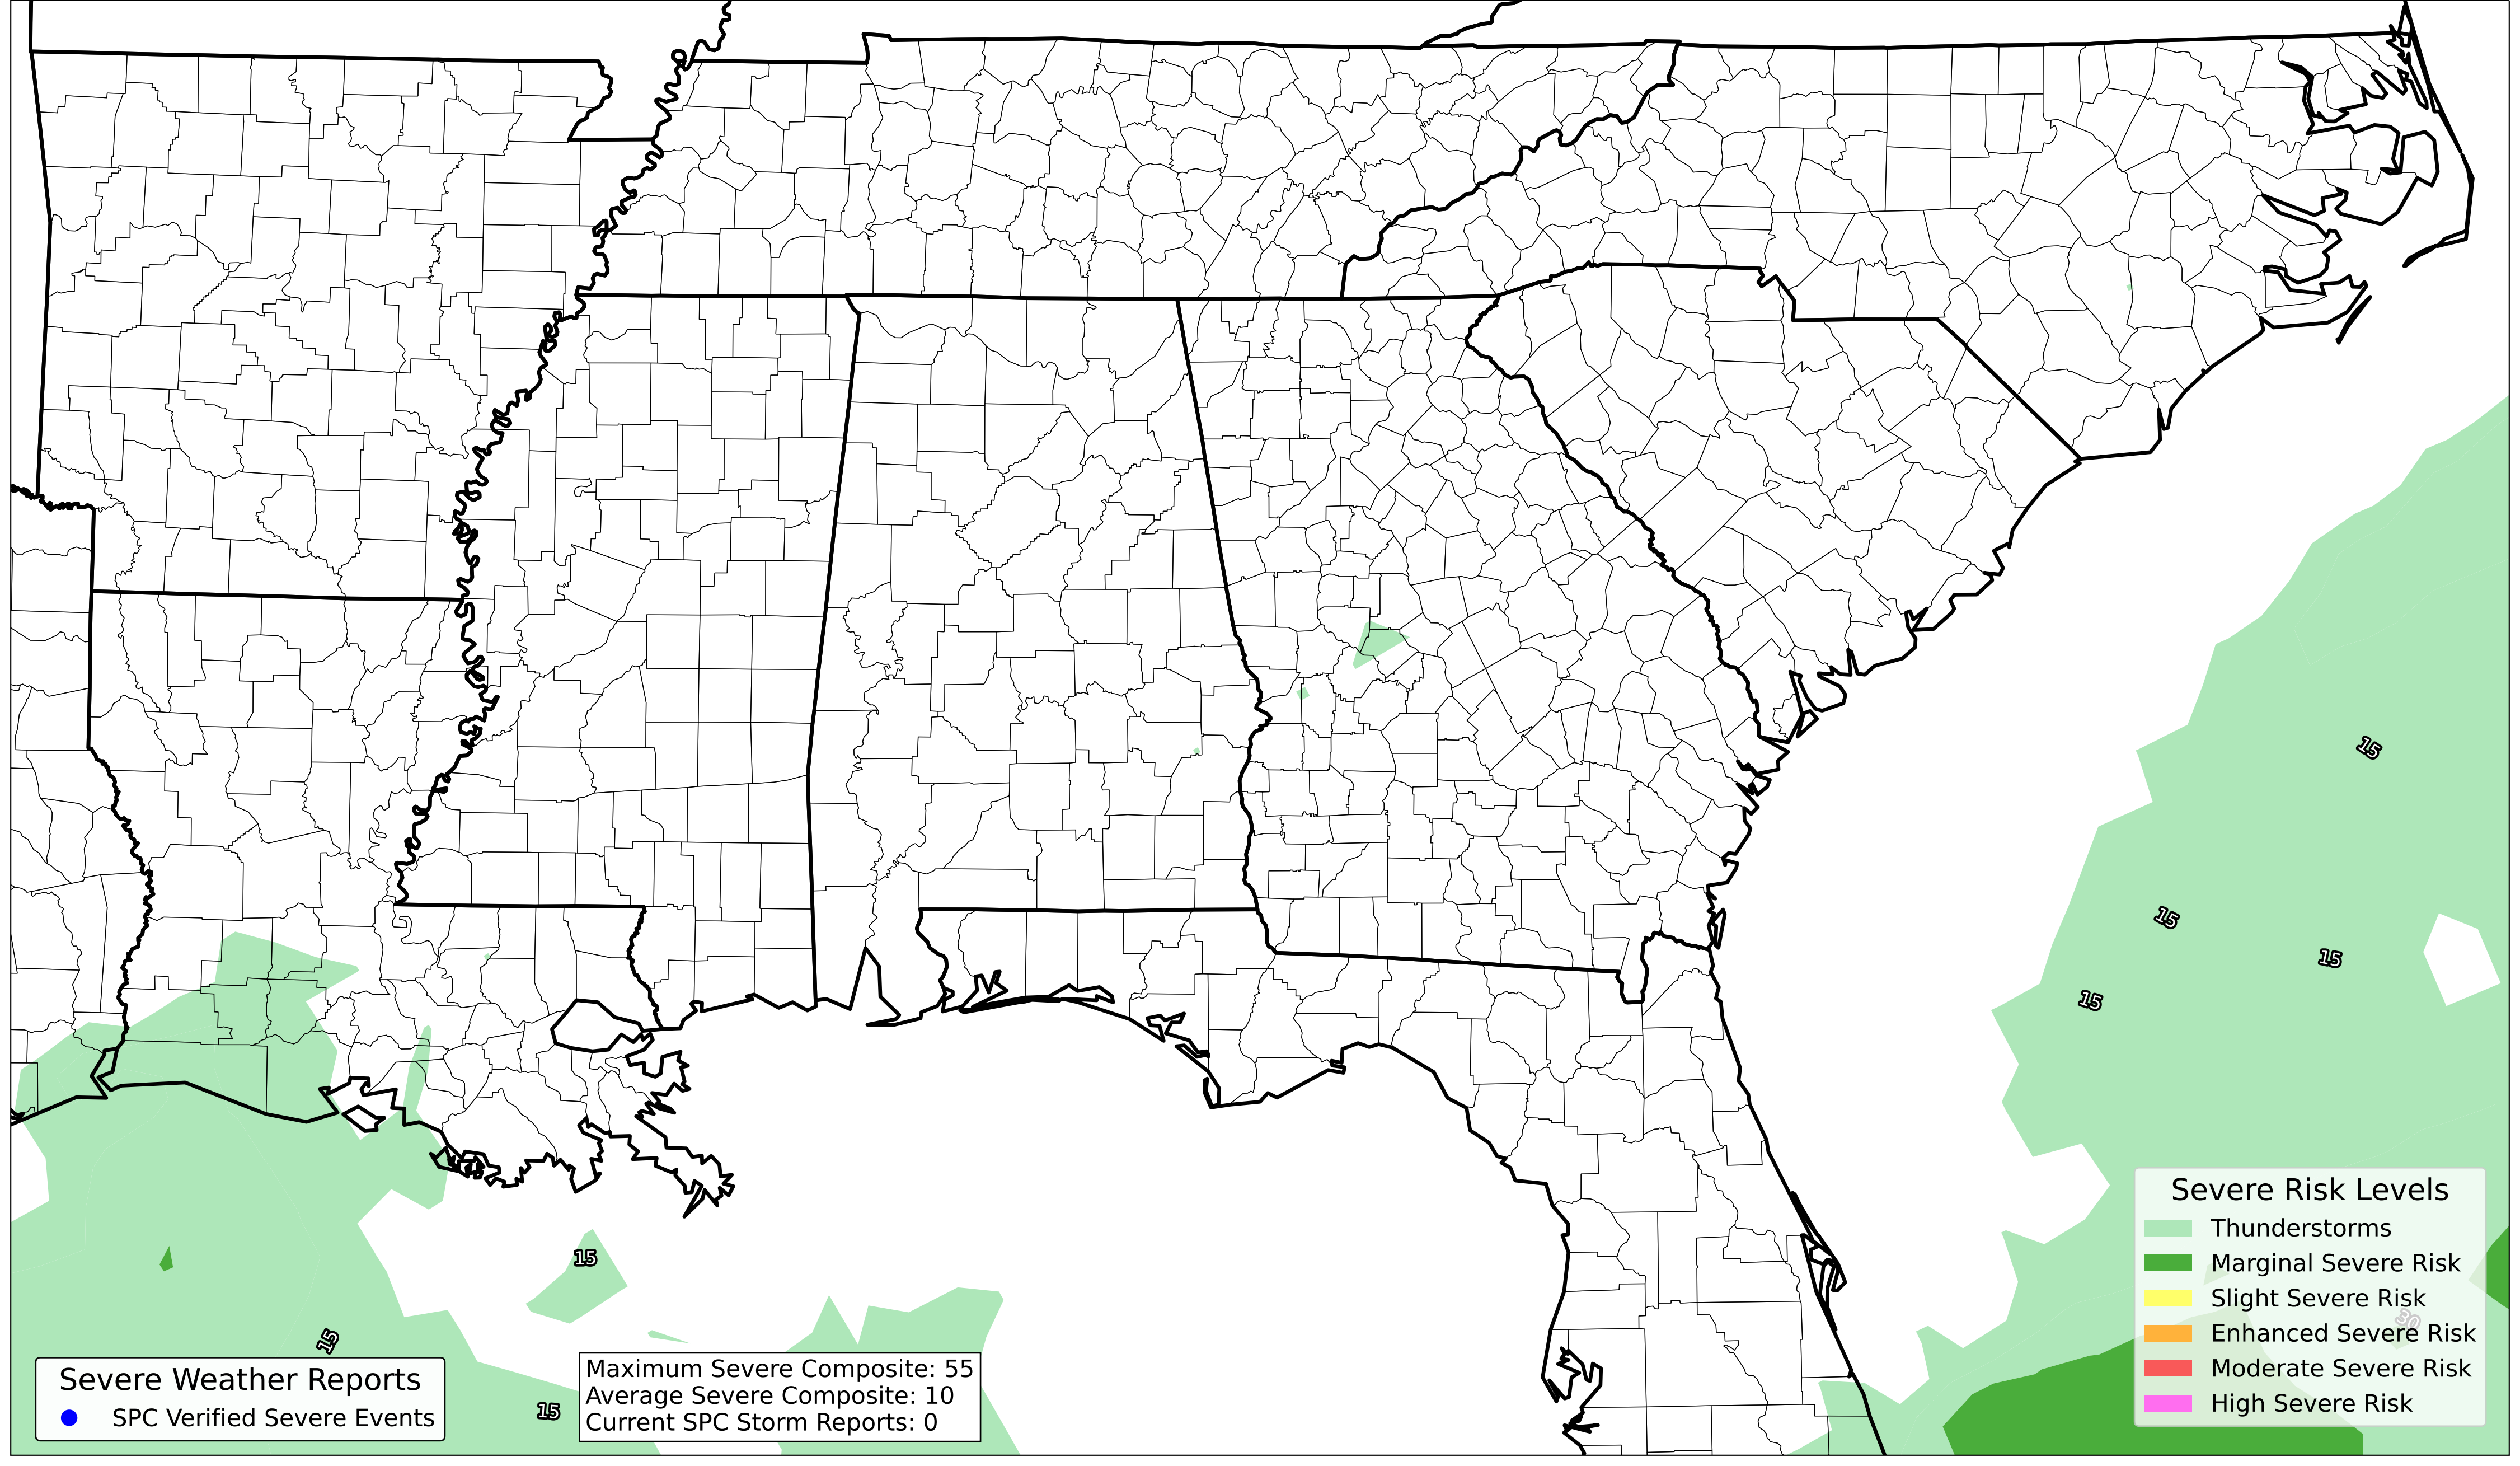 15
15
15
15
15
15
15
30
Severe Risk Levels
Thunderstorms
Marginal Severe Risk
Slight Severe Risk
Enhanced Severe Risk
Moderate Severe Risk
High Severe Risk
Severe Weather Reports
SPC Verified Severe Events
Maximum Severe Composite: 55
Average Severe Composite: 10
Current SPC Storm Reports: 0